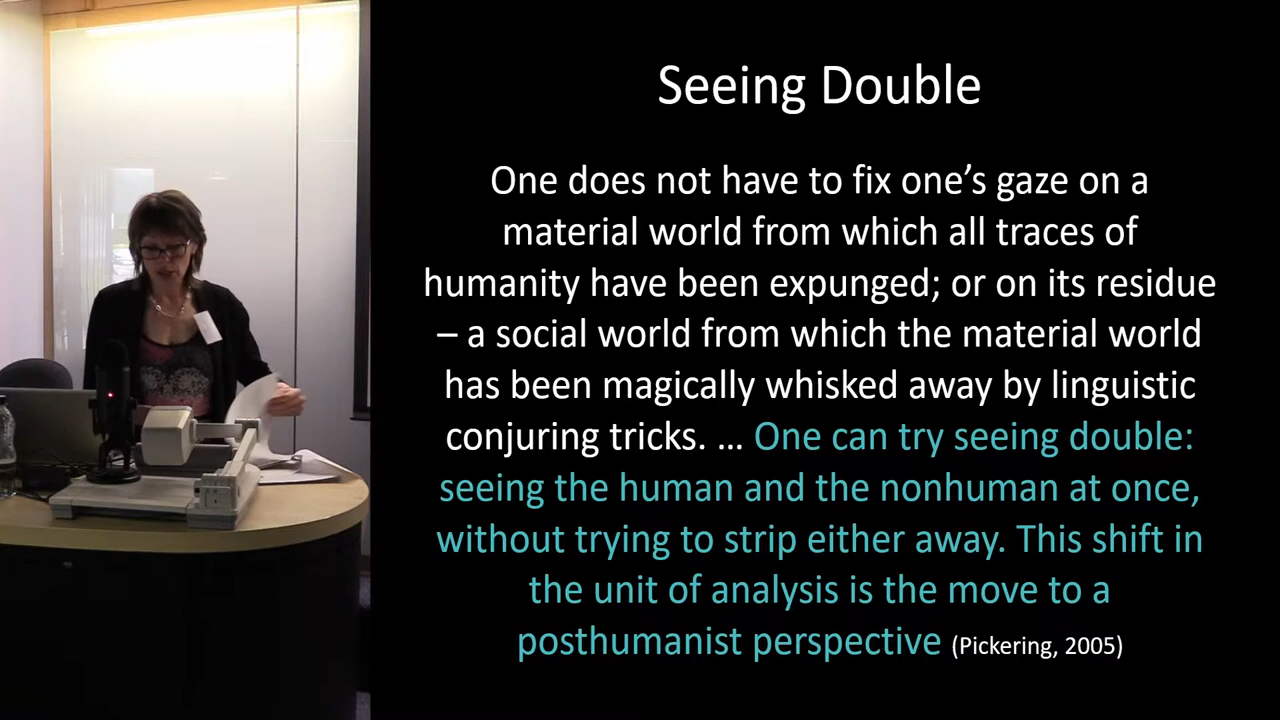 Seeing Double
One does not have to fix one’s gaze on a
material world from which all traces of
humanity have been expunged; or on its residue
– a social world from which the material world
has been magically whisked away by linguistic
conjuring tricks. … One can try seeing double:
seeing the human and the nonhuman at once,
without trying to strip either away. This shift in
the unit of analysis is the move to a
posthumanist perspective (Pickering, 2005)